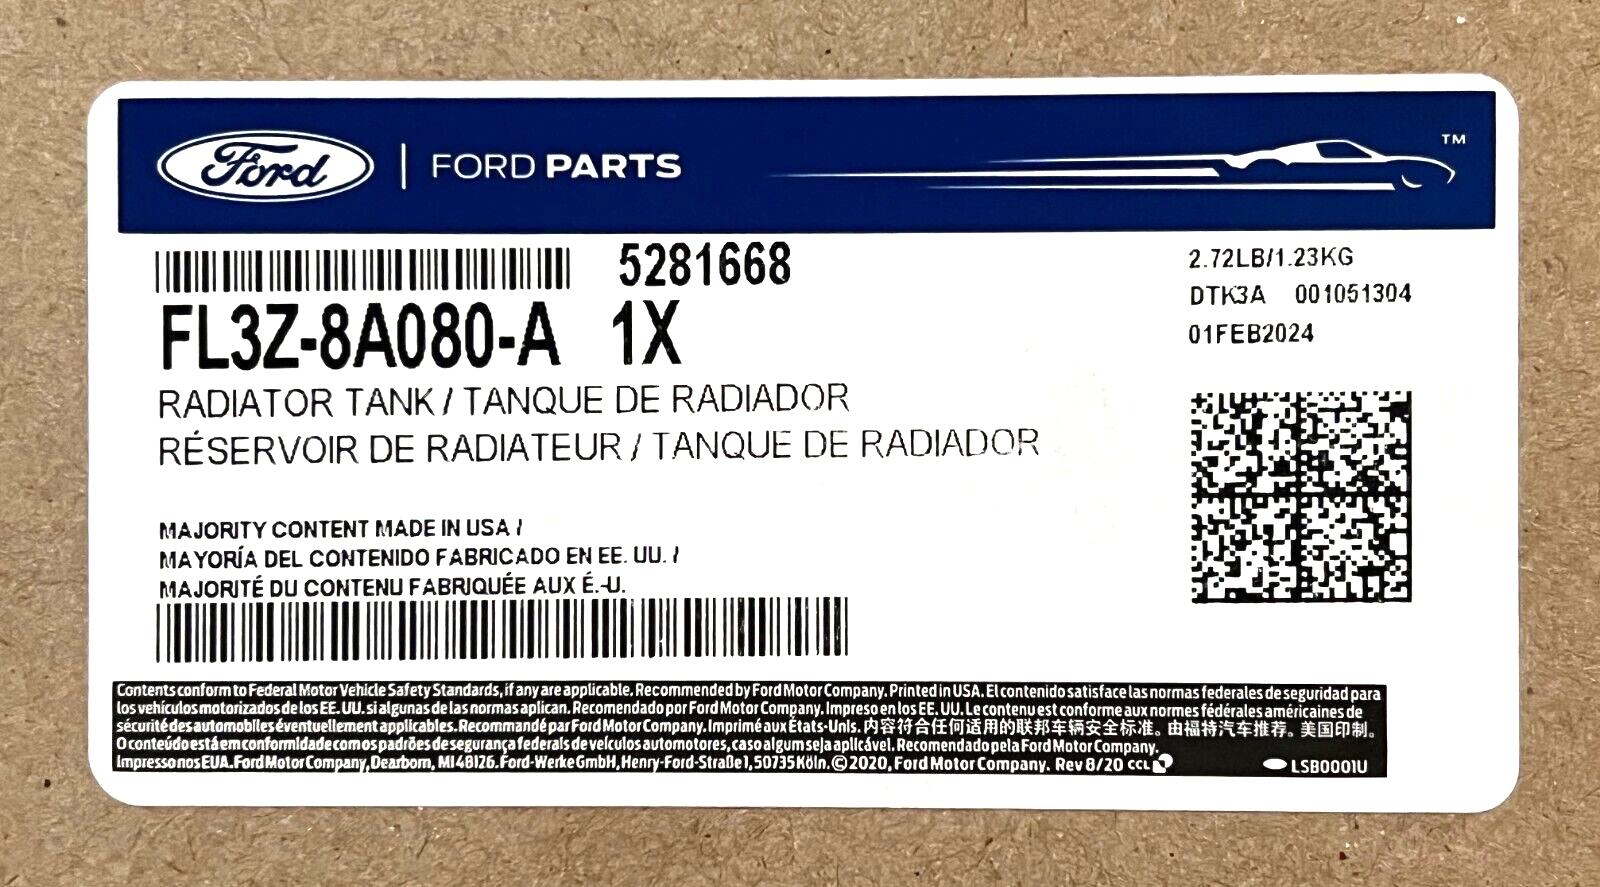 Ford | FORD PARTS ™
5281668
FL3Z-8A080-A 1X
RADIATOR TANK / TANQUE DE RADIADOR
RÉSERVOIR DE RADIATEUR / TANQUE DE RADIADOR
2.72LB/1.23KG
DTK3A 001051304
01FEB2024
MAJORITY CONTENT MADE IN USA /
MAYORÍA DEL CONTENIDO FABRICADO EN EE. UU. /
MAJORITÉ DU CONTENU FABRIQUÉE AUX É.-U.
Contents conform to Federal Motor Vehicle Safety Standards, if any are applicable. Recommended by Ford Motor Company. Printed in USA. El contenido satisface las normas federales de seguridad para
los vehículos motorizados de los EE. UU. si algunas de las normas aplican. Recomendado por Ford Motor Company. Impreso en los EE. UU. Le contenu est conforme aux normes fédérales américaines de
sécurité des automobiles éventuellement applicables. Recommandé par Ford Motor Company. Imprimé aux États-Unis. 内容符合任何适用的联邦车辆安全标准。由福特汽车推荐。美国印制。
O conteúdo está em conformidade com os padrões de segurança federais de veículos automotores, caso algum seja aplicável. Recomendado pela Ford Motor Company.
Impresso nos EUA. Ford Motor Company, Dearborn, MI 48126. Ford-Werke GmbH, Henry-Ford-Straße 1, 50735 Köln. © 2020, Ford Motor Company. Rev 8/20 CCL LSB0001U